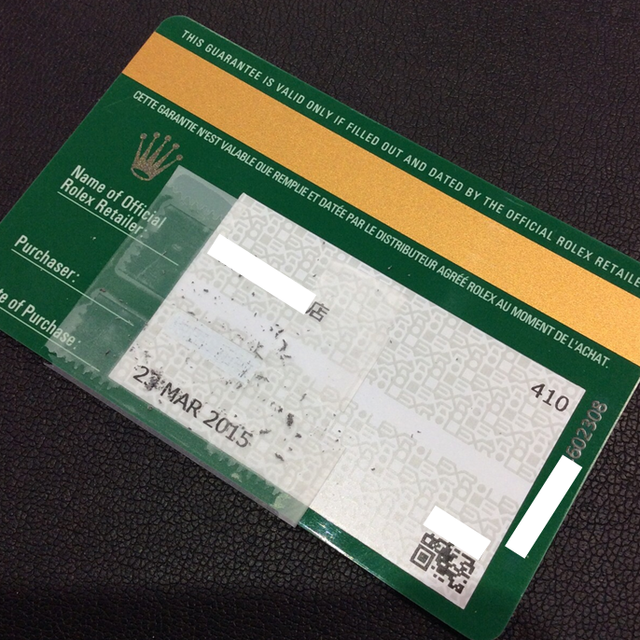 THIS GUARANTEE IS VALID ONLY IF FILLED OUT AND DATED BY THE OFFICIAL ROLEX RETAILE
CETTE GARANTIE N'EST VALABLE QUE REMPLIE ET DATÉE PAR LE DISTRIBUTEUR AGRÉÉ ROLEX AU MOMENT DE L'ACHAT.
Name of Official
Rolex Retailer:
店
Purchaser:
410
te of Purchase
MAR 2015
602308